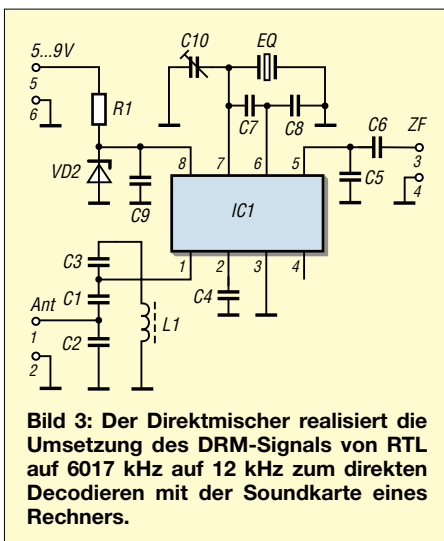 5...9V
5
6
R1
VD2
C9
C10
EQ
C7
C8
C6
ZF
3
4
C5
8
7
6
5
IC1
1
2
3
4
C3
C1
Ant
1
C2
2
L1
C4
Bild 3: Der Direktmischer realisiert die
Umsetzung des DRM-Signals von RTL
auf 6017 kHz auf 12 kHz zum direkten
Decodieren mit der Soundkarte eines
Rechners.